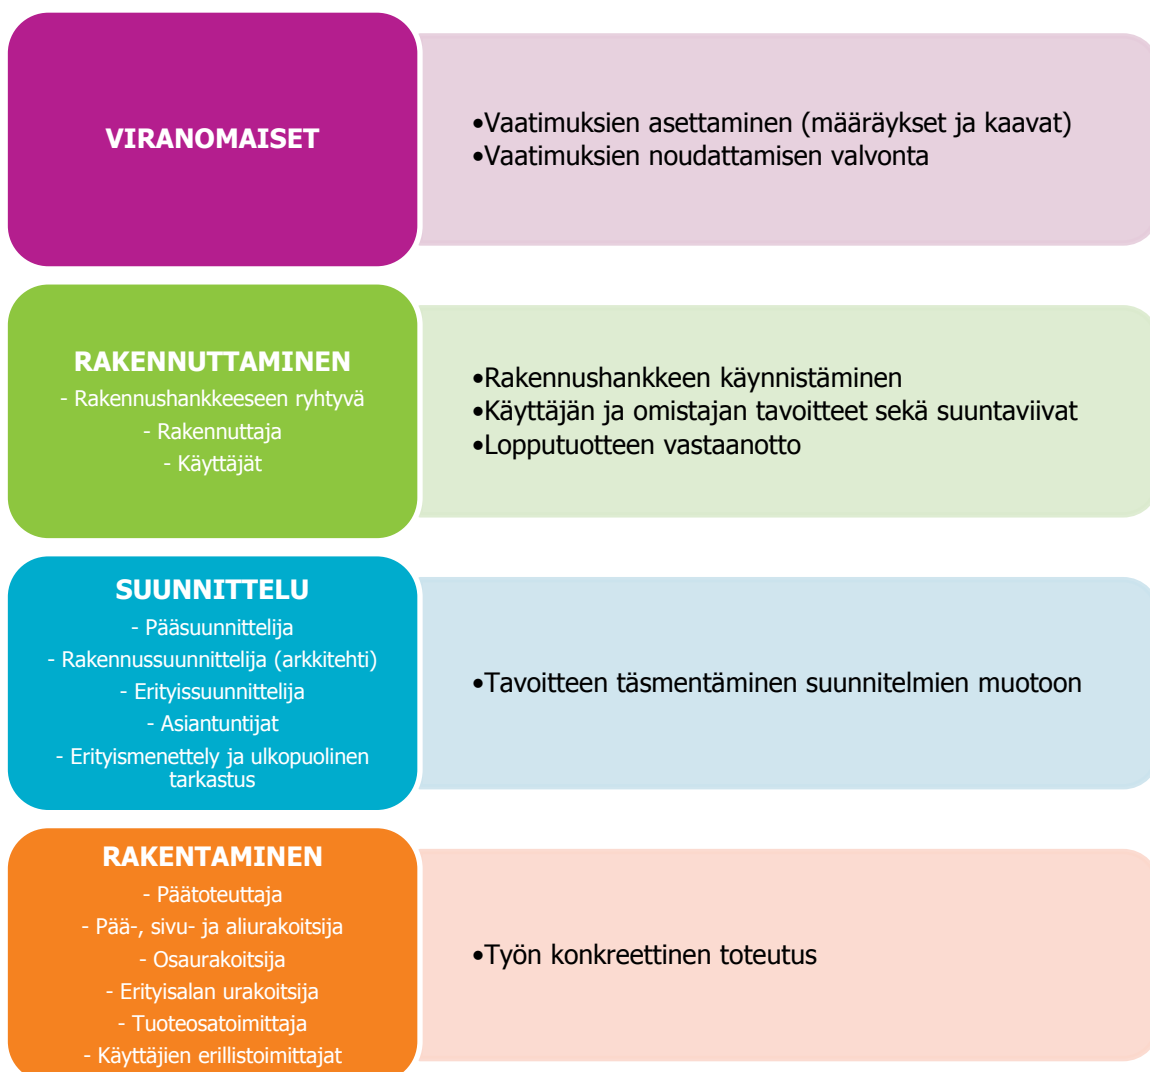 VIRANOMAISET
•Vaatimuksien asettaminen (määräykset ja kaavat)
•Vaatimuksien noudattamisen valvonta
RAKENNUTTAMINEN
- Rakennushankkeeseen ryhtyvä
- Rakennuttaja
- Käyttäjät
•Rakennushankkeen käynnistäminen
•Käyttäjän ja omistajan tavoitteet sekä suuntaviivat
•Lopputuotteen vastaanotto
SUUNNITTELU
- Pääsuunnittelija
- Rakennussuunnittelija (arkkitehti)
- Erityissuunnittelija
- Asiantuntijat
- Erityismenettely ja ulkopuolinen
tarkastus
•Tavoitteen täsmentäminen suunnitelmien muotoon
RAKENTAMINEN
- Päätoteuttaja
- Pää-, sivu- ja aliurakoitsija
- Osaurakoitsija
- Erityisalan urakoitsija
- Tuoteosatoimittaja
- Käyttäjien erillistoimittajat
•Työn konkreettinen toteutus